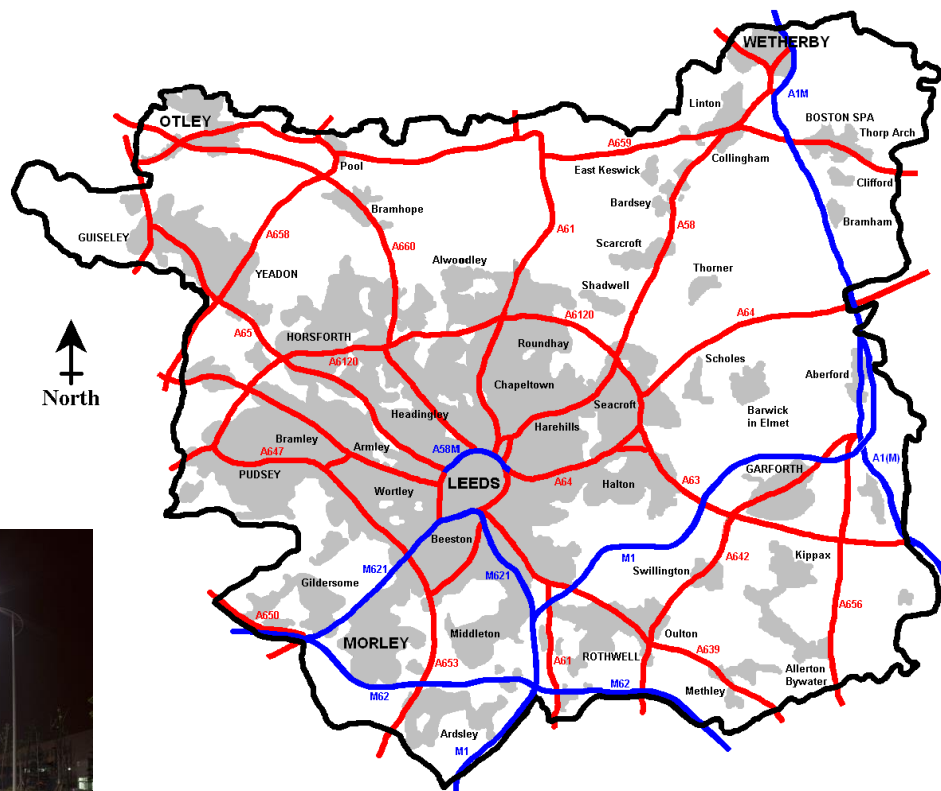 WETHERBY
Linton
A1M
OTLEY
BOSTON SPA
Thorp Arch
A659
Collingham
Pool
East Keswick
Clifford
Bardsey
Bramhope
A58
Bramham
A658
A61
GUISELEY
A660
Scarcroft
Alwoodley
YEADON
Thorner
Shadwell
A64
A6120
A65
HORSFORTH
Roundhay
Scholes
A6120
Aberford
North
Chapeltown
Seacroft
Barwick
in Elmet
Headingley
Harehills
Bramley
Armley
A58M
A647
A1(M)
PUDSEY
GARFORTH
A64
Halton
A63
LEEDS
Wortley
Beeston
M1
Kippax
A642
Swillington
M621
M621
Gildersome
A656
A650
Middleton
Oulton
MORLEY
ROTHWELL
A639
A653
A61
Allerton
Bywater
M62
M62
Methley
Ardsley
M1